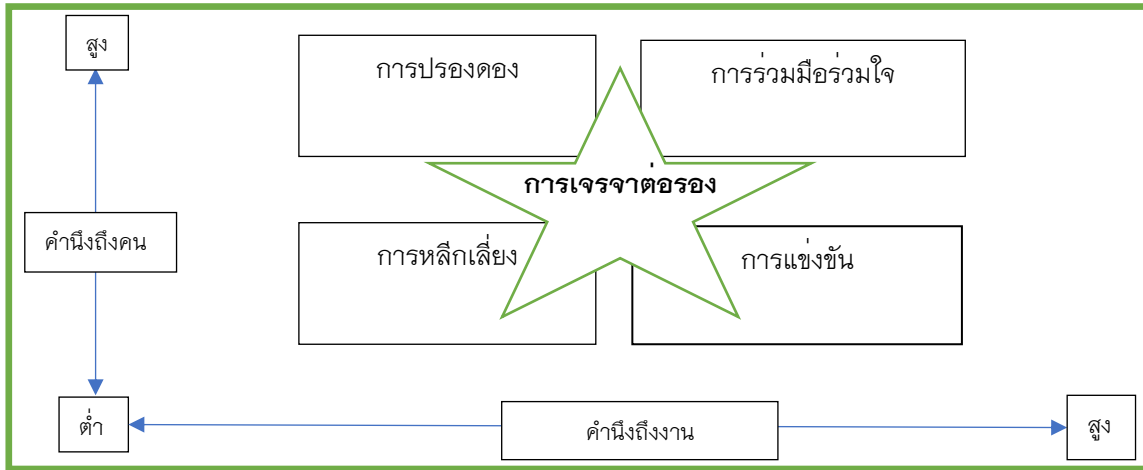 สูง
การปรองดอง
การร่วมมือร่วมใจ
การเจรจาต่อรอง
คำนึงถึงคน
การหลีกเลี่ยง
การแข่งขัน
ต่ำ
คำนึงถึงงาน
สูง